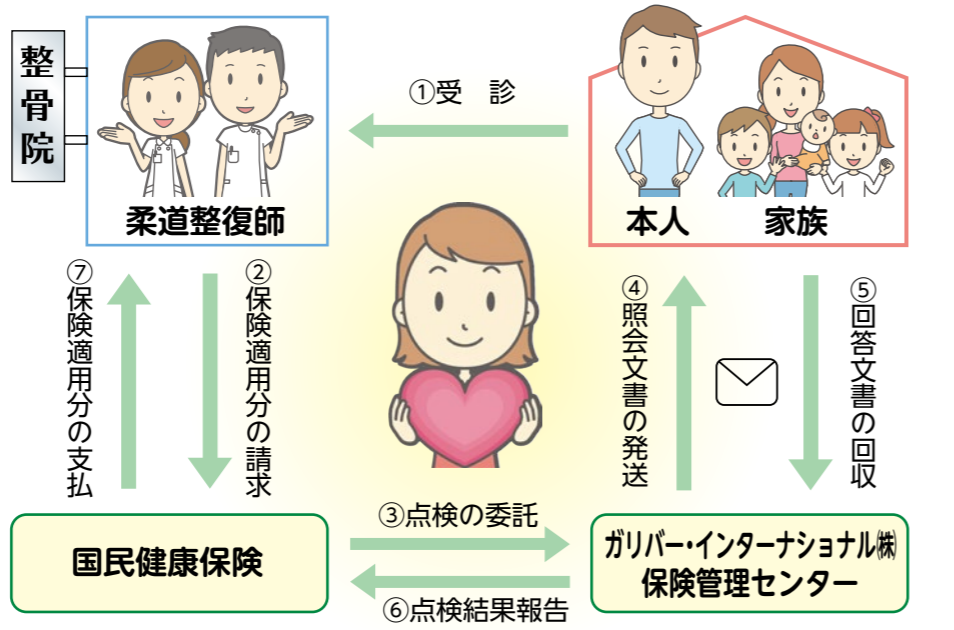 整骨院
①受　診
柔道整復師
本人
家族
⑦保険適用分の支払
②保険適用分の請求
④照会文書の発送
⑤回答文書の回収
③点検の委託
国民健康保険
ガリバー・インターナショナル㈱
保険管理センター
⑥点検結果報告